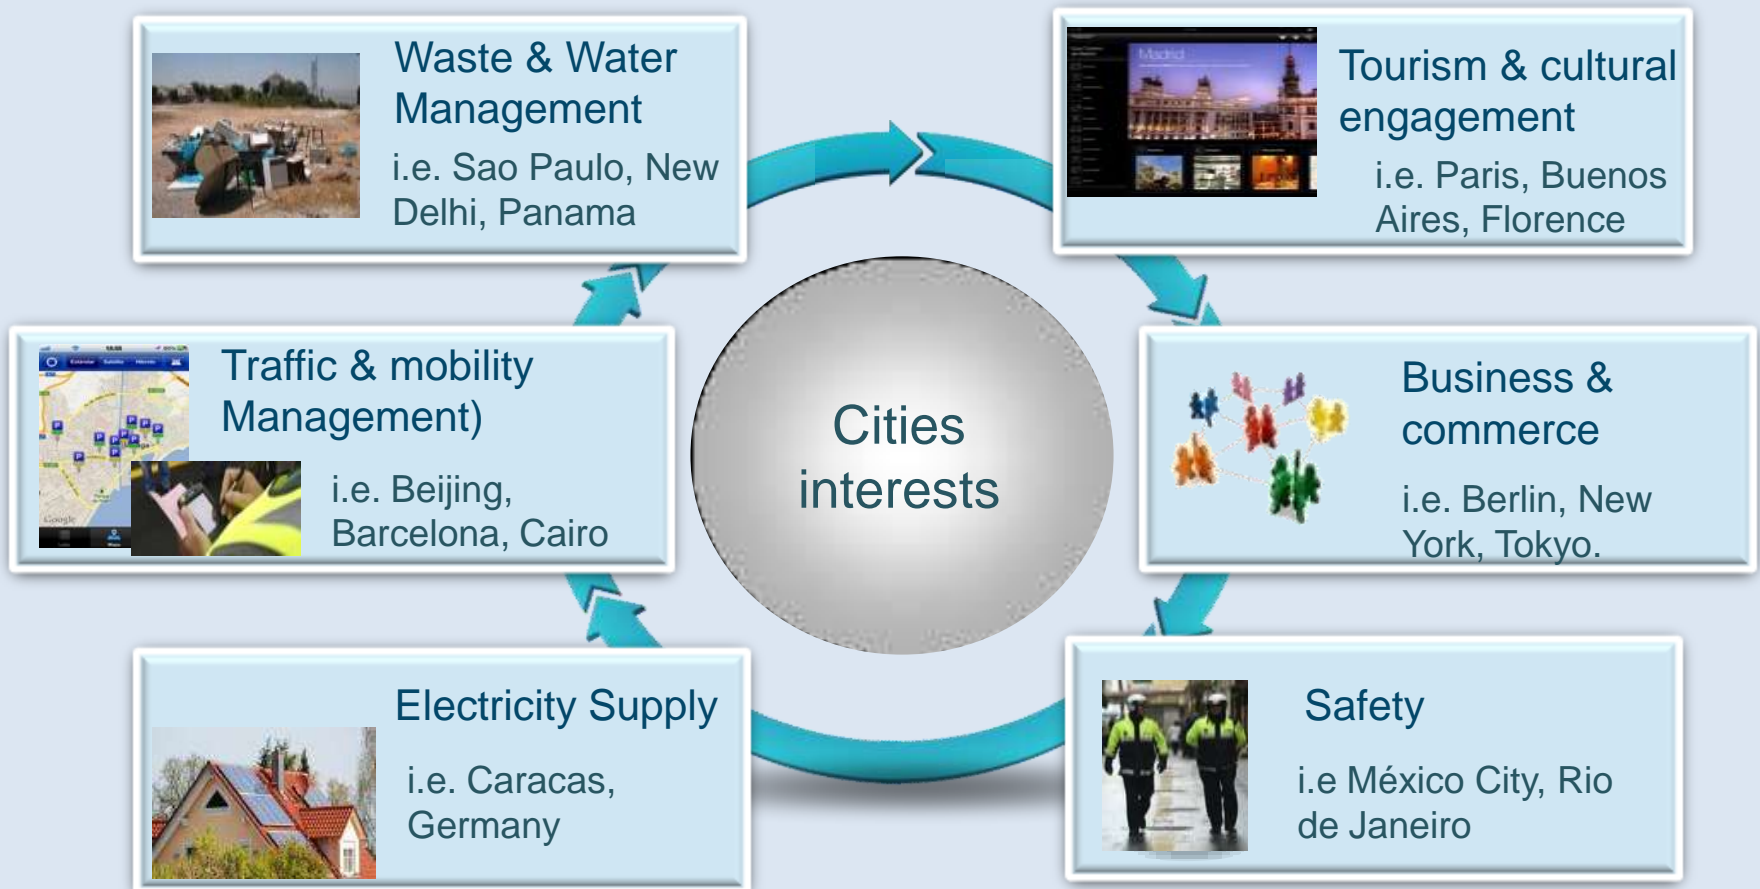 Waste & Water
Management
i.e. Sao Paulo, New
Delhi, Panama
Madrid
Tourism & cultural
engagement
i.e. Paris, Buenos
Aires, Florence
Traffic & mobility
Management)
i.e. Beijing,
Barcelona, Cairo
Google
Cities
interests
Business &
commerce
i.e. Berlin, New
York, Tokyo.
Electricity Supply
i.e. Caracas,
Germany
Safety
i.e México City, Rio
de Janeiro